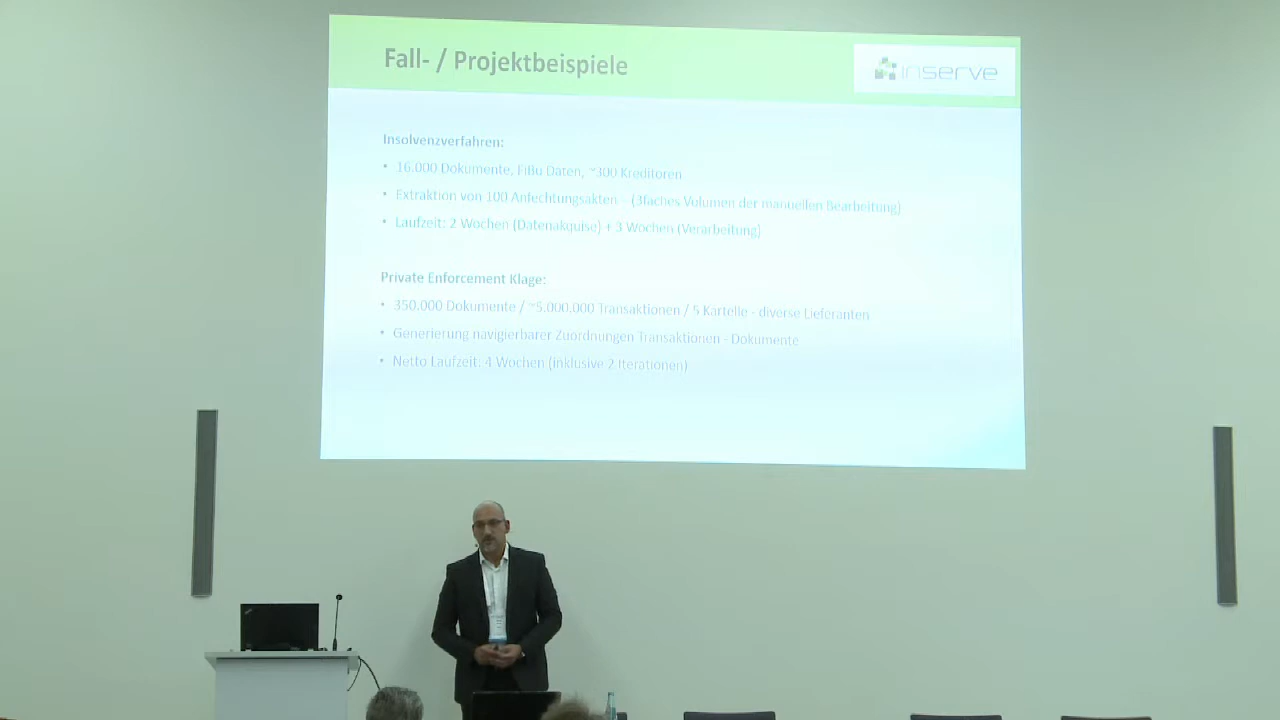 Fall- / Projektbeispiele
inserve
Insolvenzverfahren:
• 16.000 Dokumente, FiBu Daten, ~300 Kreditoren
• Extraktion von 100 Anfechtungsakten - (3faches Volumen der manuellen Bearbeitung)
• Laufzeit: 2 Wochen (Datenakquise) + 3 Wochen (Verarbeitung)
Private Enforcement Klage:
• 350.000 Dokumente / ~5.000.000 Transaktionen / 5 Kartelle - diverse Lieferanten
• Generierung navigierbarer Zuordnungen Transaktionen - Dokumente
• Netto Laufzeit: 4 Wochen (inklusive 2 Iterationen)